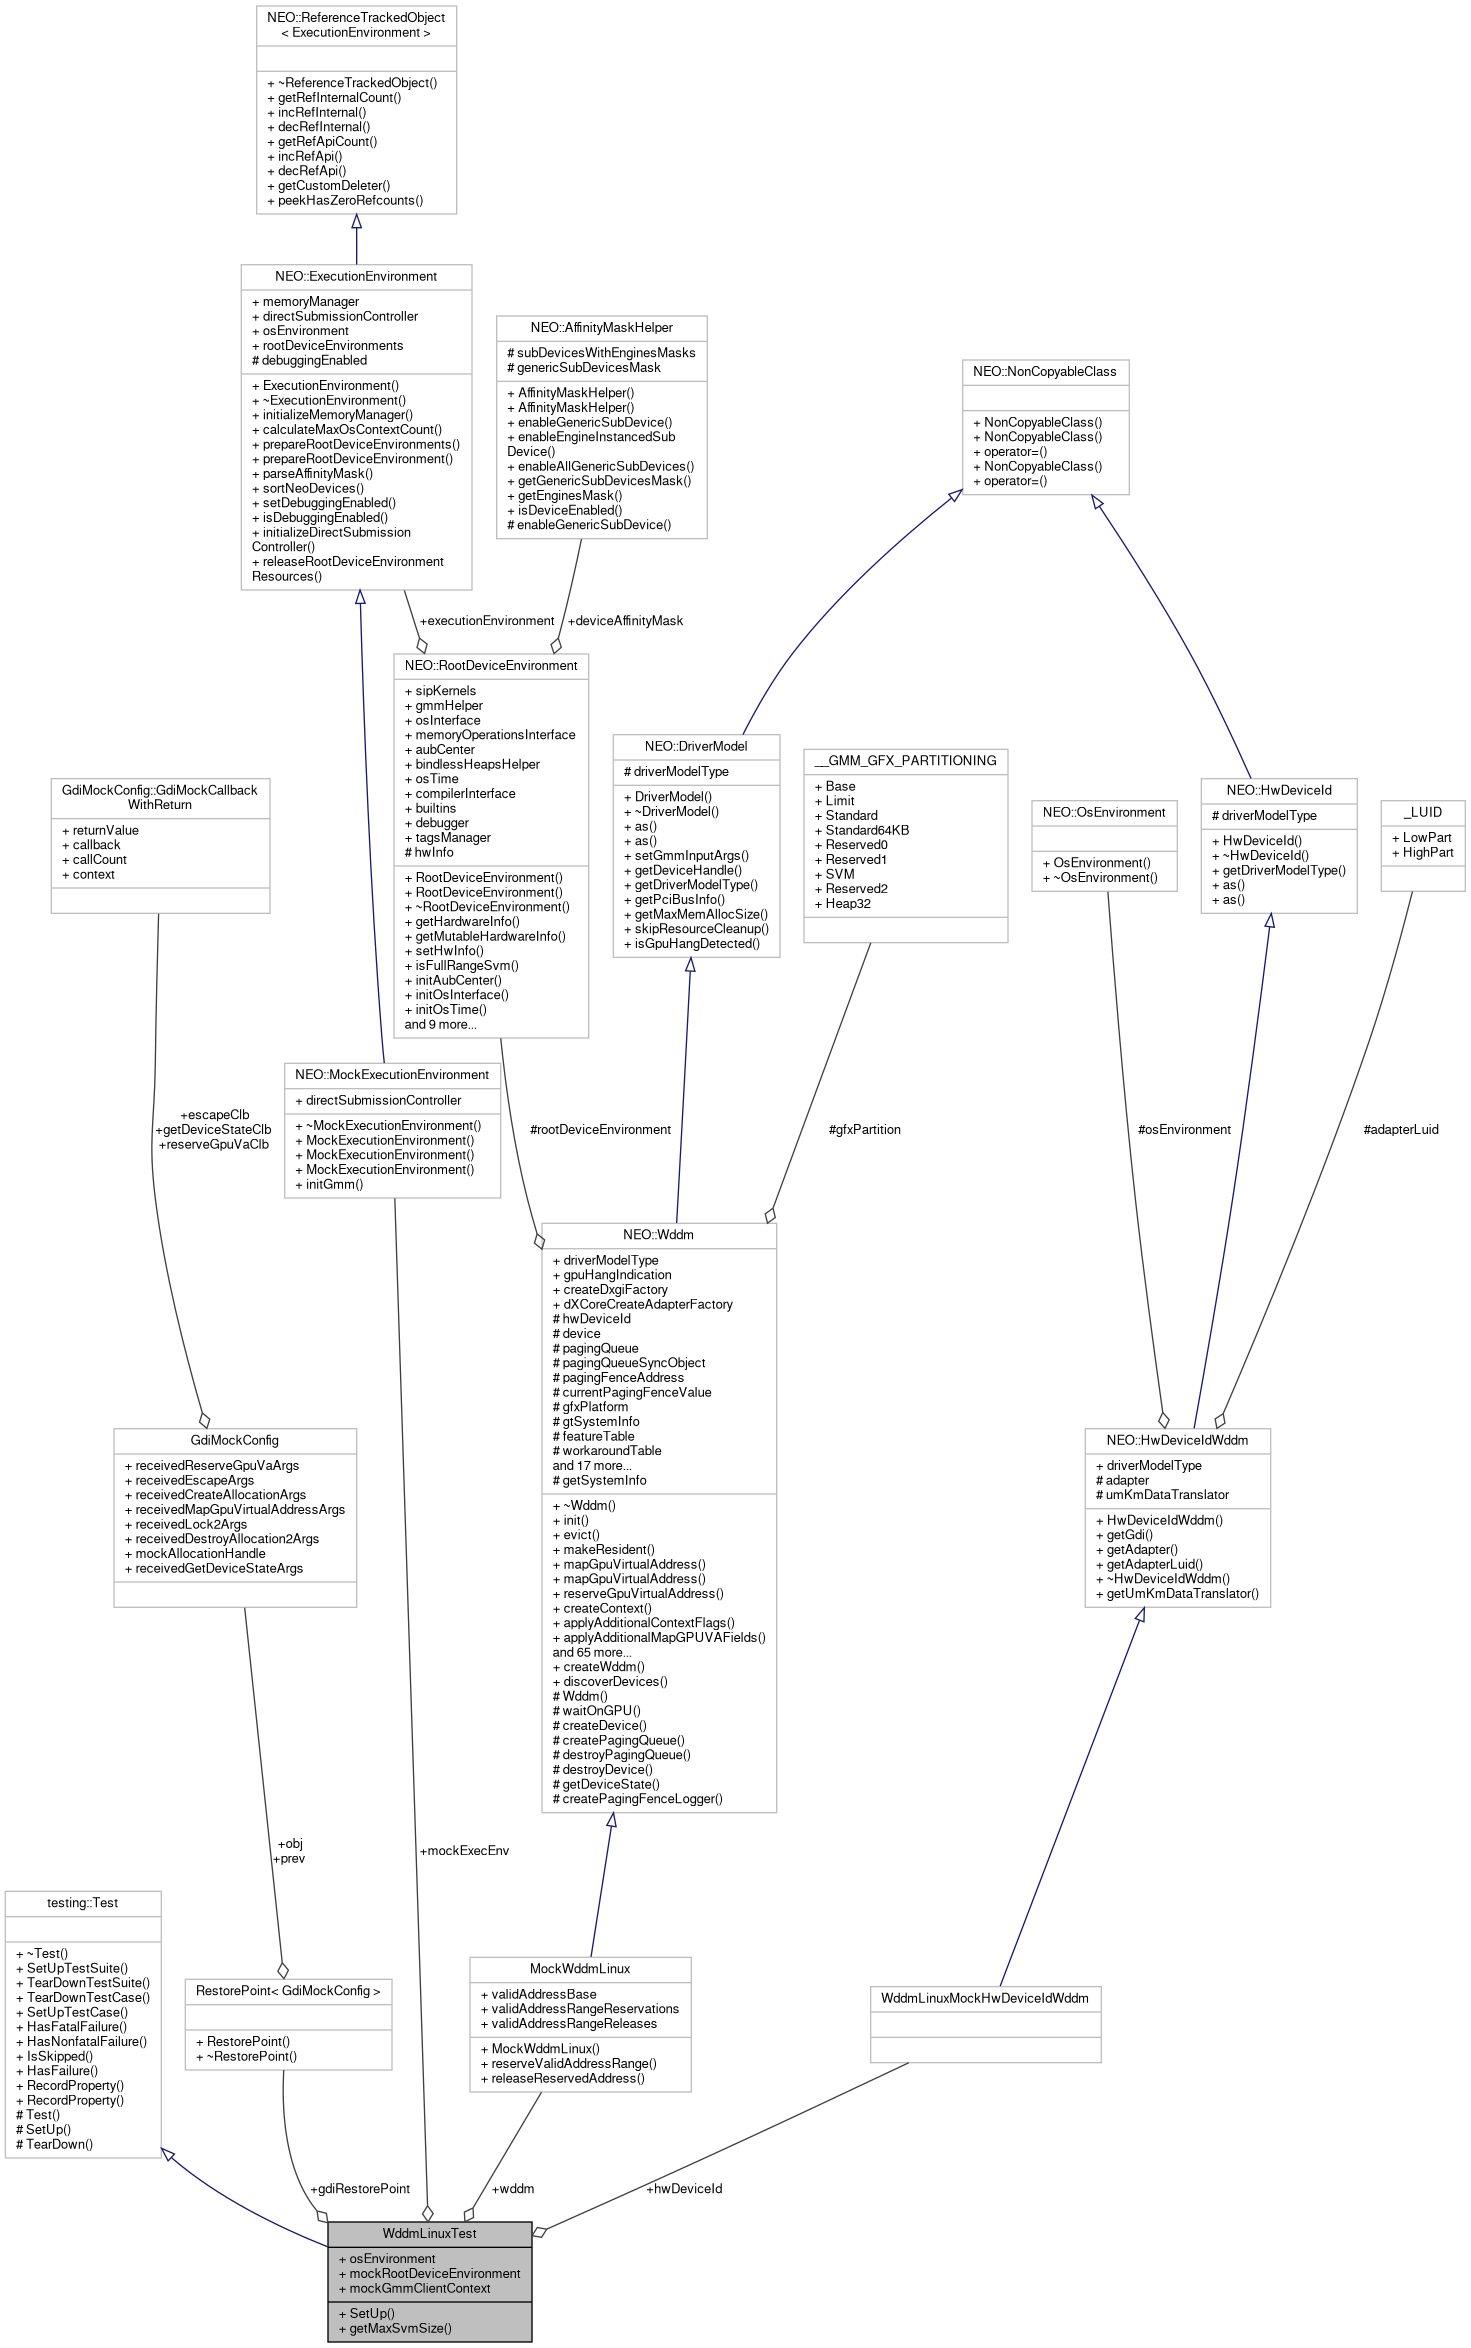 NEO::ReferenceTrackedObject
< ExecutionEnvironment >
+ ~ReferenceTrackedObject()
+ getRefInternalCount()
+ incRefInternal()
+ decRefInternal()
+ getRefApiCount()
+ incRefApi()
+ decRefApi()
+ getCustomDeleter()
+ peekHasZeroRefcounts()
NEO::ExecutionEnvironment
+ memoryManager
+ directSubmissionController
+ osEnvironment
+ rootDeviceEnvironments
# debuggingEnabled
+ ExecutionEnvironment()
+ ~ExecutionEnvironment()
+ initializeMemoryManager()
+ calculateMaxOsContextCount()
+ prepareRootDeviceEnvironments()
+ prepareRootDeviceEnvironment()
+ parseAffinityMask()
+ sortNeoDevices()
+ setDebuggingEnabled()
+ isDebuggingEnabled()
+ initializeDirectSubmission
Controller()
+ releaseRootDeviceEnvironment
Resources()
NEO::AffinityMaskHelper
# subDevicesWithEnginesMasks
# genericSubDevicesMask
+ AffinityMaskHelper()
+ AffinityMaskHelper()
+ enableGenericSubDevice()
+ enableEngineInstancedSub
Device()
+ enableAllGenericSubDevices()
+ getGenericSubDevicesMask()
+ getEnginesMask()
+ isDeviceEnabled()
# enableGenericSubDevice()
NEO::NonCopyableClass
+ NonCopyableClass()
+ NonCopyableClass()
+ operator=()
+ NonCopyableClass()
+ operator=()
+executionEnvironment
+deviceAffinityMask
NEO::RootDeviceEnvironment
+ sipKernels
+ gmmHelper
+ osInterface
+ memoryOperationsInterface
+ aubCenter
+ bindlessHeapsHelper
+ osTime
+ compilerInterface
+ builtins
+ debugger
+ tagsManager
# hwInfo
+ RootDeviceEnvironment()
+ RootDeviceEnvironment()
+ ~RootDeviceEnvironment()
+ getHardwareInfo()
+ getMutableHardwareInfo()
+ setHwInfo()
+ isFullRangeSvm()
+ initAubCenter()
+ initOsInterface()
+ initOsTime()
and 9 more...
NEO::DriverModel
# driverModelType
+ DriverModel()
+ ~DriverModel()
+ as()
+ as()
+ setGmmInputArgs()
+ getDeviceHandle()
+ getDriverModelType()
+ getPciBusInfo()
+ getMaxMemAllocSize()
+ skipResourceCleanup()
+ isGpuHangDetected()
__GMM_GFX_PARTITIONING
+ Base
+ Limit
+ Standard
+ Standard64KB
+ Reserved0
+ Reserved1
+ SVM
+ Reserved2
+ Heap32
GdiMockConfig::GdiMockCallback
WithReturn
+ returnValue
+ callback
+ callCount
+ context
NEO::OsEnvironment
+ OsEnvironment()
+ ~OsEnvironment()
NEO::HwDeviceId
# driverModelType
+ HwDeviceId()
+ ~HwDeviceId()
+ getDriverModelType()
+ as()
+ as()
_LUID
+ LowPart
+ HighPart
NEO::MockExecutionEnvironment
+ directSubmissionController
+ ~MockExecutionEnvironment()
+ MockExecutionEnvironment()
+ MockExecutionEnvironment()
+ MockExecutionEnvironment()
+ initGmm()
+escapeClb
+getDeviceStateClb
+reserveGpuVaClb
#rootDeviceEnvironment
#gfxPartition
#osEnvironment
#adapterLuid
NEO::Wddm
+ driverModelType
+ gpuHangIndication
+ createDxgiFactory
+ dXCoreCreateAdapterFactory
# hwDeviceId
# device
# pagingQueue
# pagingQueueSyncObject
# pagingFenceAddress
# currentPagingFenceValue
# gfxPlatform
# gtSystemInfo
# featureTable
# workaroundTable
and 17 more...
# getSystemInfo
+ ~Wddm()
+ init()
+ evict()
+ makeResident()
+ mapGpuVirtualAddress()
+ mapGpuVirtualAddress()
+ reserveGpuVirtualAddress()
+ createContext()
+ applyAdditionalContextFlags()
+ applyAdditionalMapGPUVAFields()
and 65 more...
+ createWddm()
+ discoverDevices()
# Wddm()
# waitOnGPU()
# createDevice()
# createPagingQueue()
# destroyPagingQueue()
# destroyDevice()
# getDeviceState()
# createPagingFenceLogger()
GdiMockConfig
+ receivedReserveGpuVaArgs
+ receivedEscapeArgs
+ receivedCreateAllocationArgs
+ receivedMapGpuVirtualAddressArgs
+ receivedLock2Args
+ receivedDestroyAllocation2Args
+ mockAllocationHandle
+ receivedGetDeviceStateArgs
NEO::HwDeviceIdWddm
+ driverModelType
# adapter
# umKmDataTranslator
+ HwDeviceIdWddm()
+ getGdi()
+ getAdapter()
+ getAdapterLuid()
+ ~HwDeviceIdWddm()
+ getUmKmDataTranslator()
+obj
+prev
+mockExecEnv
testing::Test
+ ~Test()
+ SetUpTestSuite()
+ TearDownTestSuite()
+ TearDownTestCase()
+ SetUpTestCase()
+ HasFatalFailure()
+ HasNonfatalFailure()
+ IsSkipped()
+ HasFailure()
+ RecordProperty()
+ RecordProperty()
# Test()
# SetUp()
# TearDown()
RestorePoint< GdiMockConfig >
+ RestorePoint()
+ ~RestorePoint()
MockWddmLinux
+ validAddressBase
+ validAddressRangeReservations
+ validAddressRangeReleases
+ MockWddmLinux()
+ reserveValidAddressRange()
+ releaseReservedAddress()
WddmLinuxMockHwDeviceIdWddm
+gdiRestorePoint
+wddm
+hwDeviceId
WddmLinuxTest
+ osEnvironment
+ mockRootDeviceEnvironment
+ mockGmmClientContext
+ SetUp()
+ getMaxSvmSize()